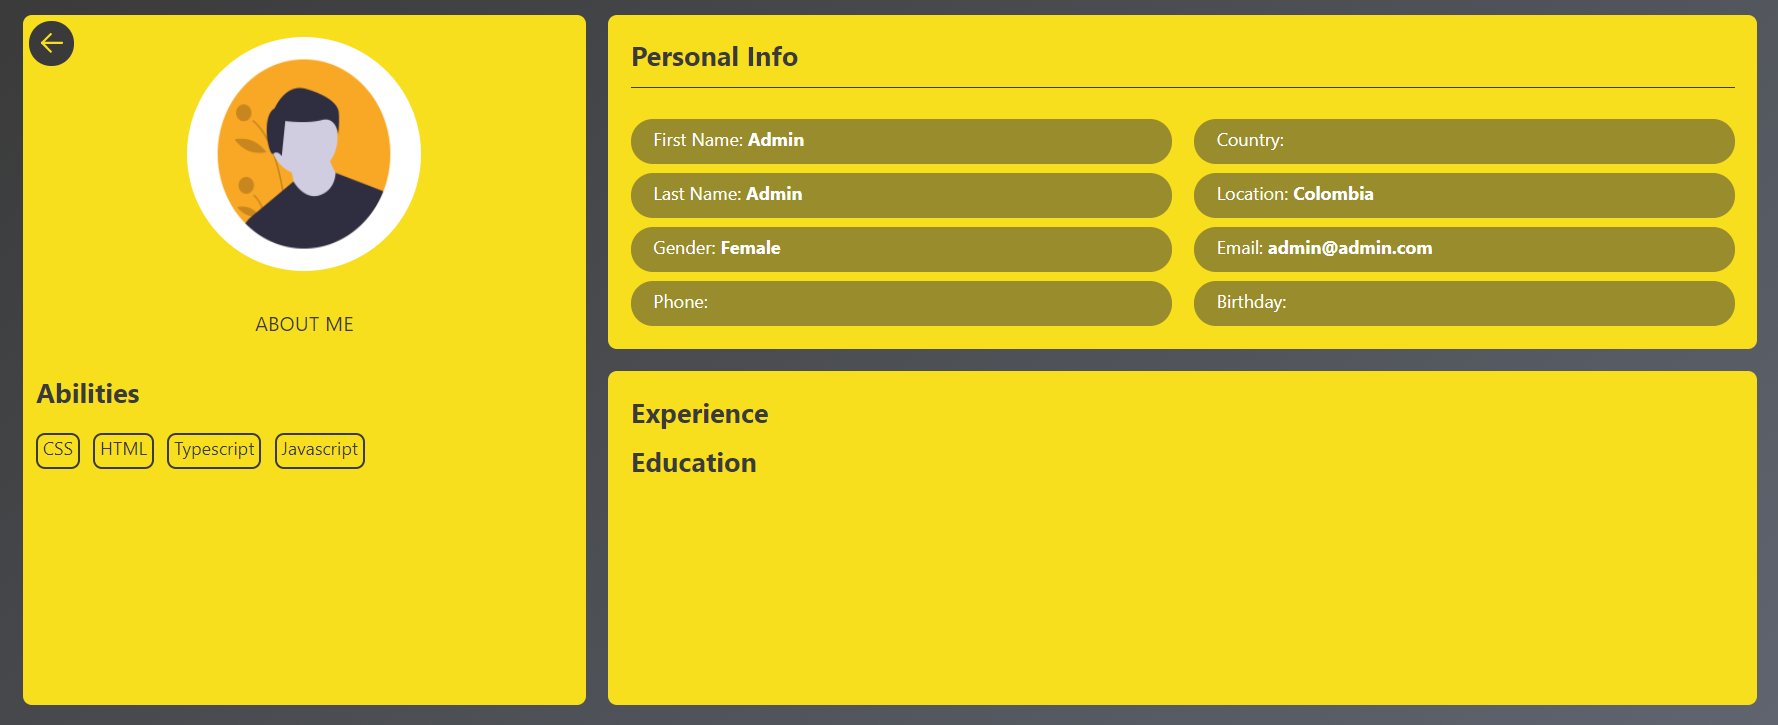 ABOUT ME
Abilities
CSS HTML Typescript Javascript
Personal Info
First Name: Admin
Country:
Last Name: Admin
Location: Colombia
Gender: Female
Email: admin@admin.com
Phone:
Birthday:
Experience
Education